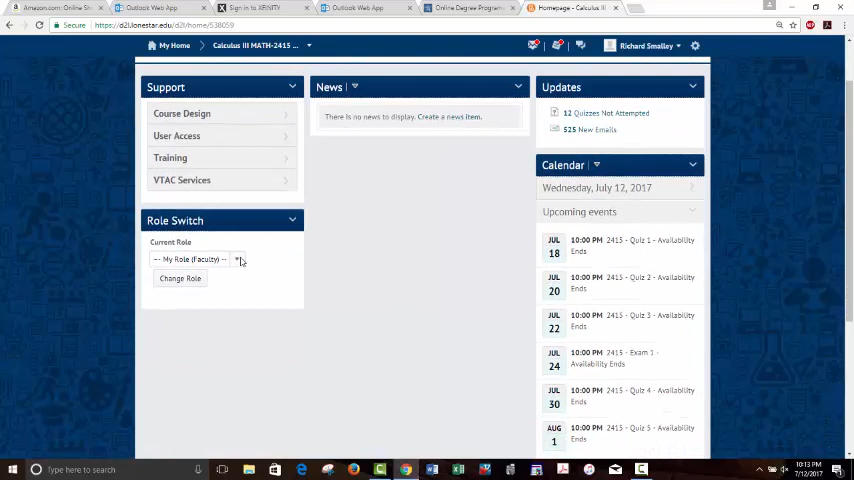 Amazon.com: Online Sh
Outlook Web App
Sign in to XFINITY
Outlook Web App
Online Degree Program
Homepage - Calculus III
Secure
https://d2l.lonestar.edu/d2l/home/538059
My Home
Calculus III MATH-2415 ...
Richard Smalley
Support
Course Design
User Access
Training
VTAC Services
Role Switch
Current Role
--- My Role (Faculty) --
Change Role
News
There is no news to display. Create a news item.
Updates
12 Quizzes Not Attempted
525 New Emails
Calendar
Wednesday, July 12, 2017
Upcoming events
JUL 18
10:00 PM 2415 - Quiz 1 - Availability
Ends
JUL 20
10:00 PM 2415 - Quiz 2 - Availability
Ends
JUL 22
10:00 PM 2415 - Quiz 3 - Availability
Ends
JUL 24
10:00 PM 2415 - Exam 1 -
Availability Ends
JUL 30
10:00 PM 2415 - Quiz 4 - Availability
Ends
AUG 1
10:00 PM 2415 - Quiz 5 - Availability
Ends
Type here to search
10:13 PM
7/12/2017